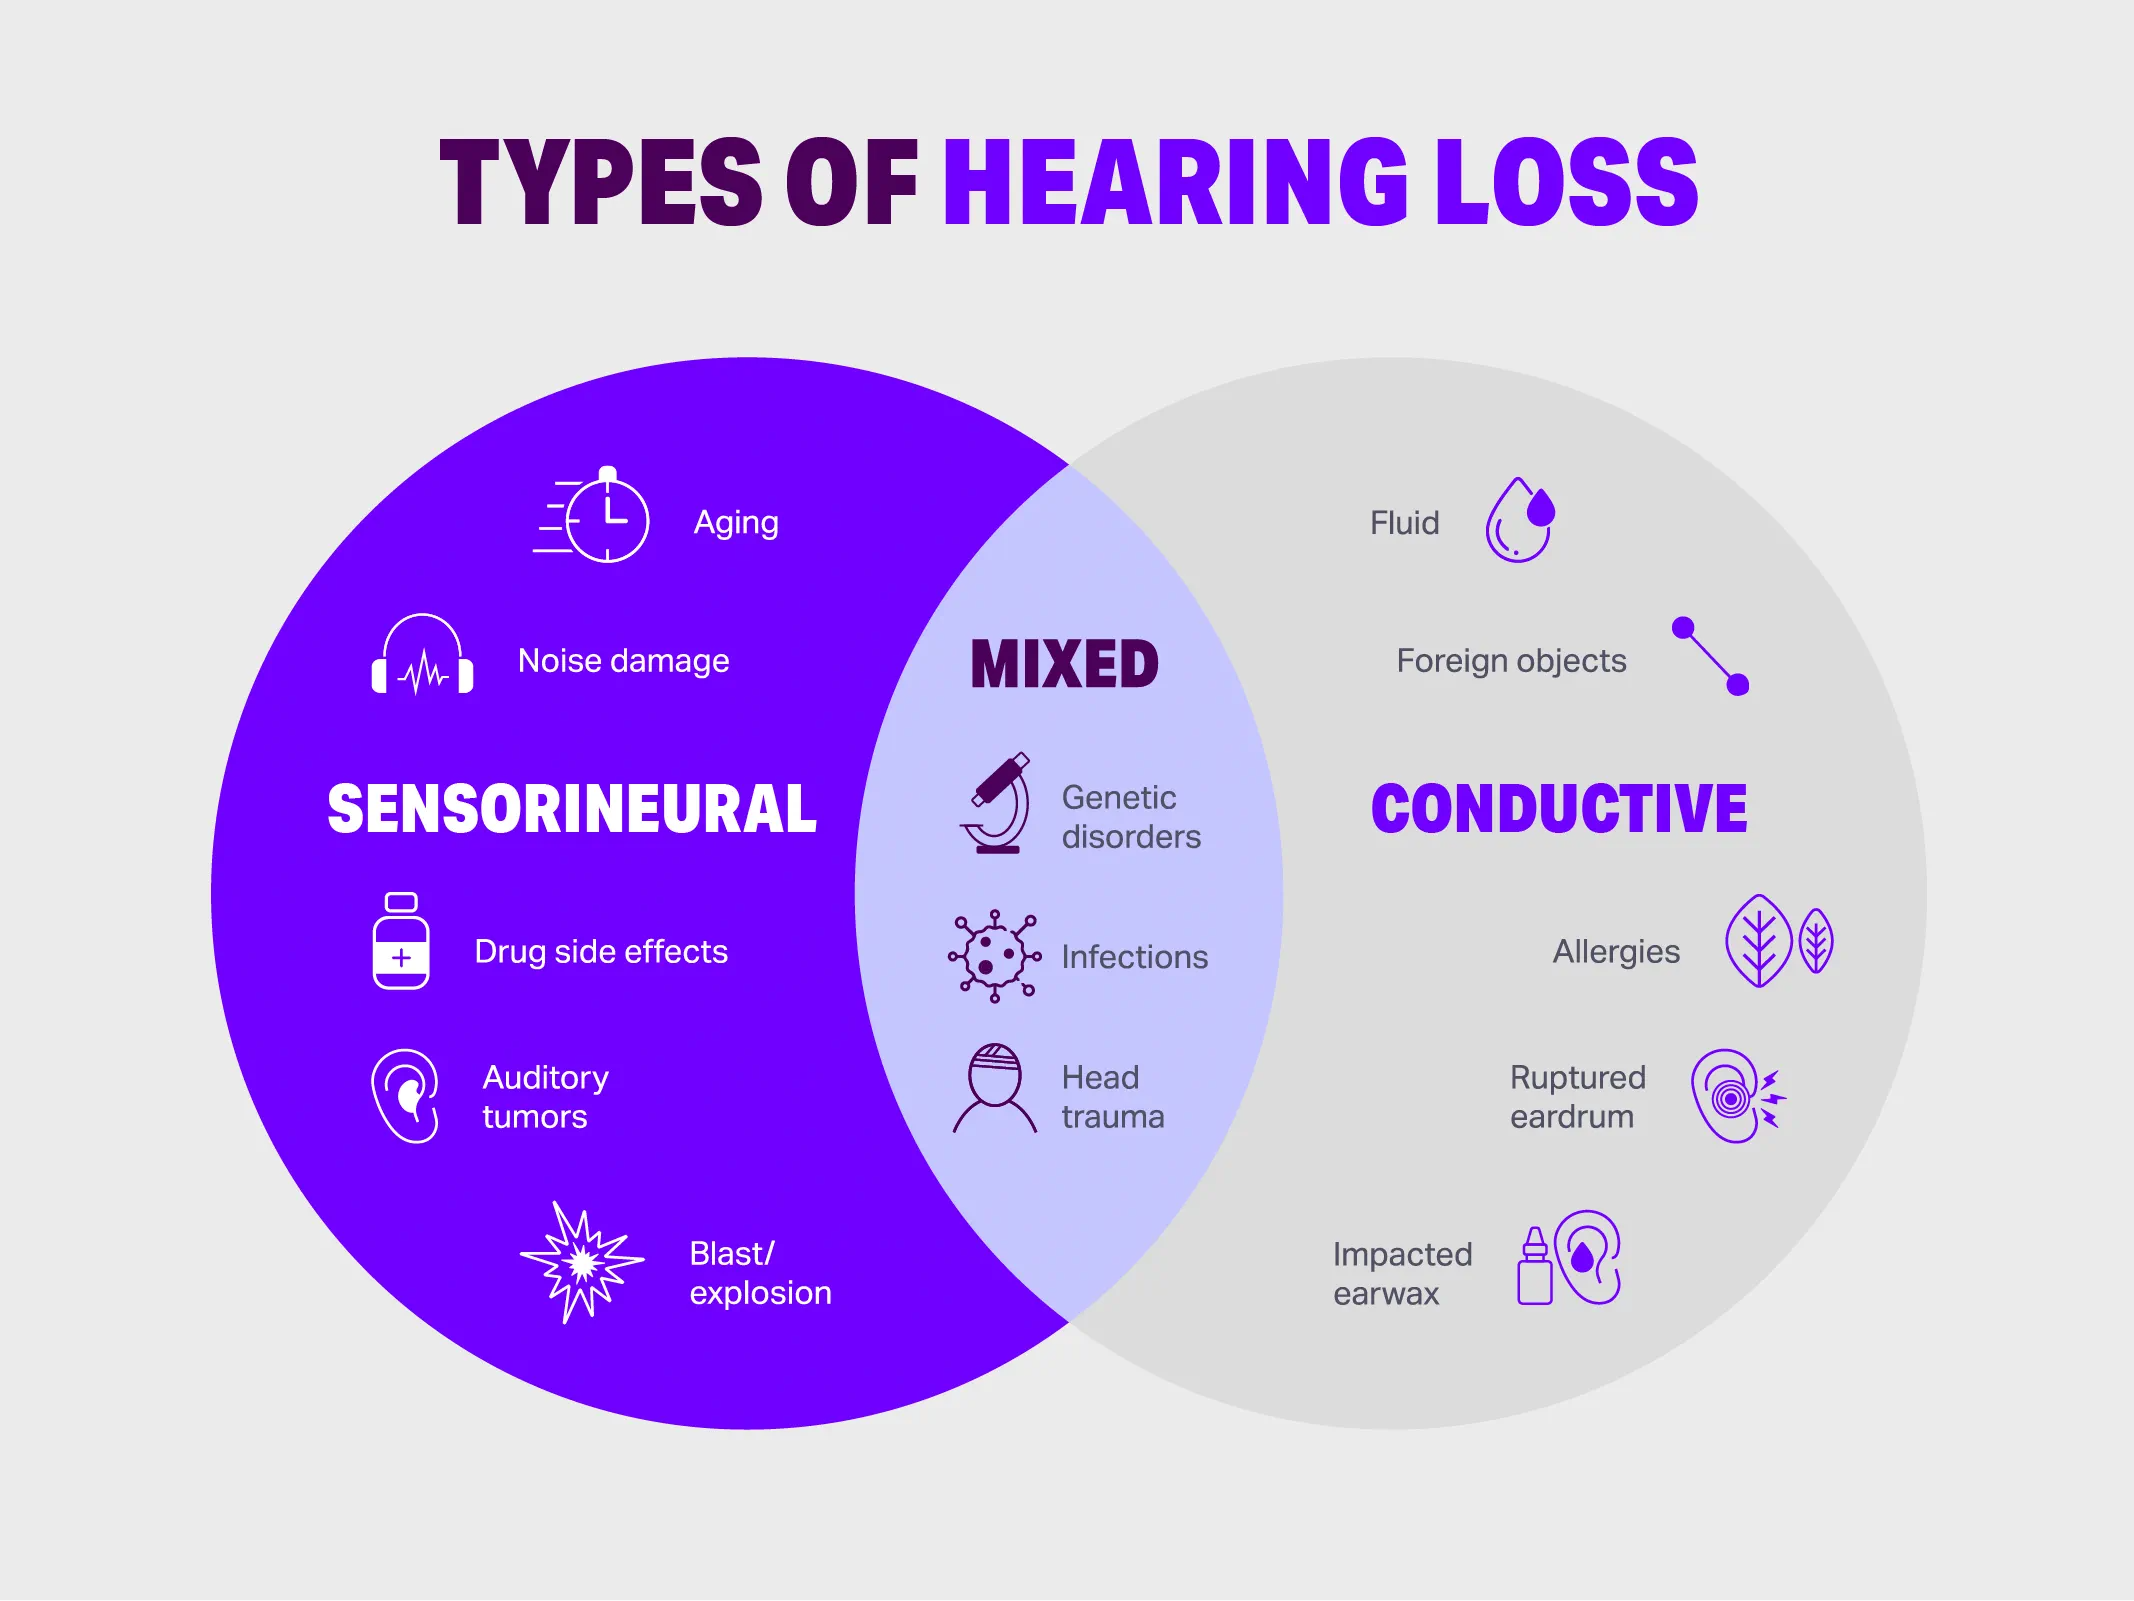 TYPES OF HEARING LOSS
Aging
Noise damage
SENSORINEURAL
Drug side effects
Auditory
tumors
Blast/
explosion
MIXED
Genetic
disorders
Infections
Head
trauma
Fluid
Foreign objects
CONDUCTIVE
Allergies
Ruptured
eardrum
Impacted
earwax